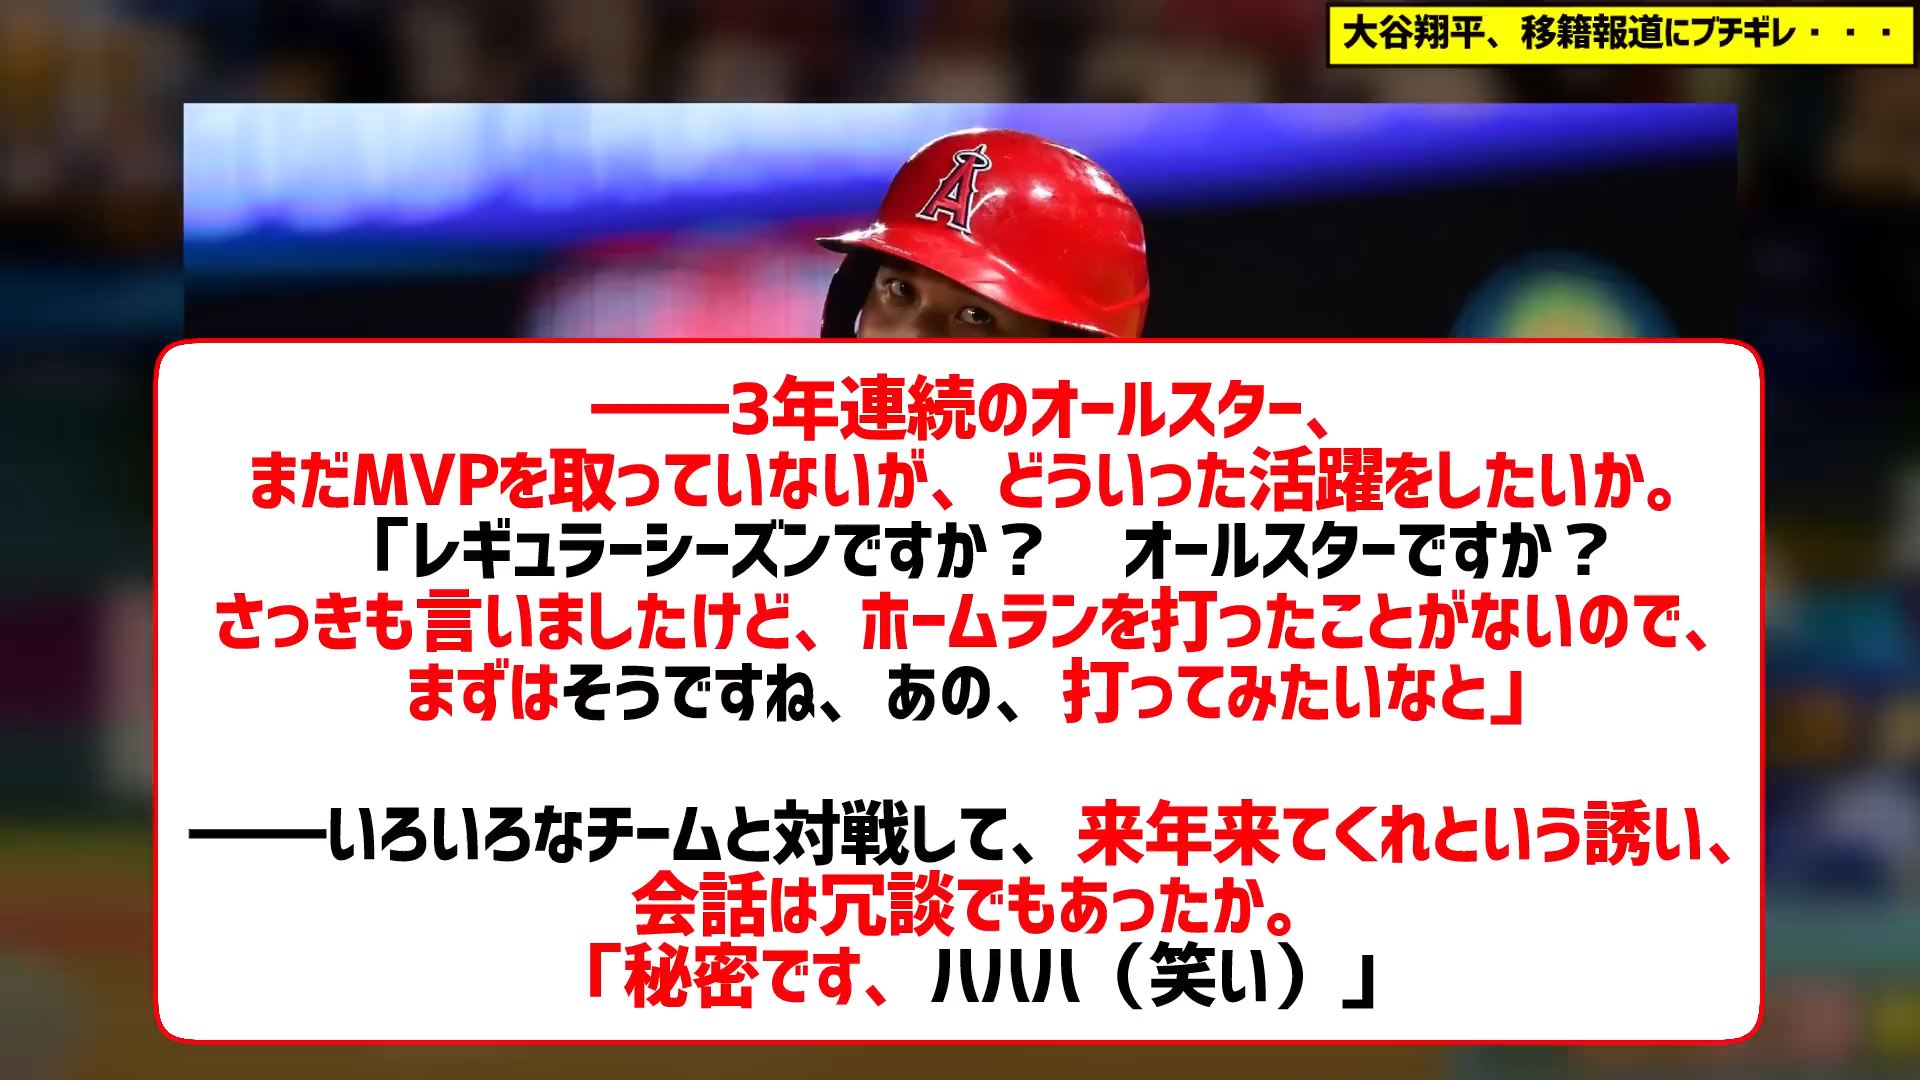 大谷翔平、移籍報道にブチギレ・・・
A
――3年連続のオールスター、
まだMVPを取っていないが、どういった活躍をしたいか。
「レギュラーシーズンですか？　オールスターですか？
さっきも言いましたけど、ホームランを打ったことがないので、
まずはそうですね、あの、打ってみたいなと」
――いろいろなチームと対戦して、来年来てくれという誘い、
会話は冗談でもあったか。
「秘密です、ハハハ（笑い）」